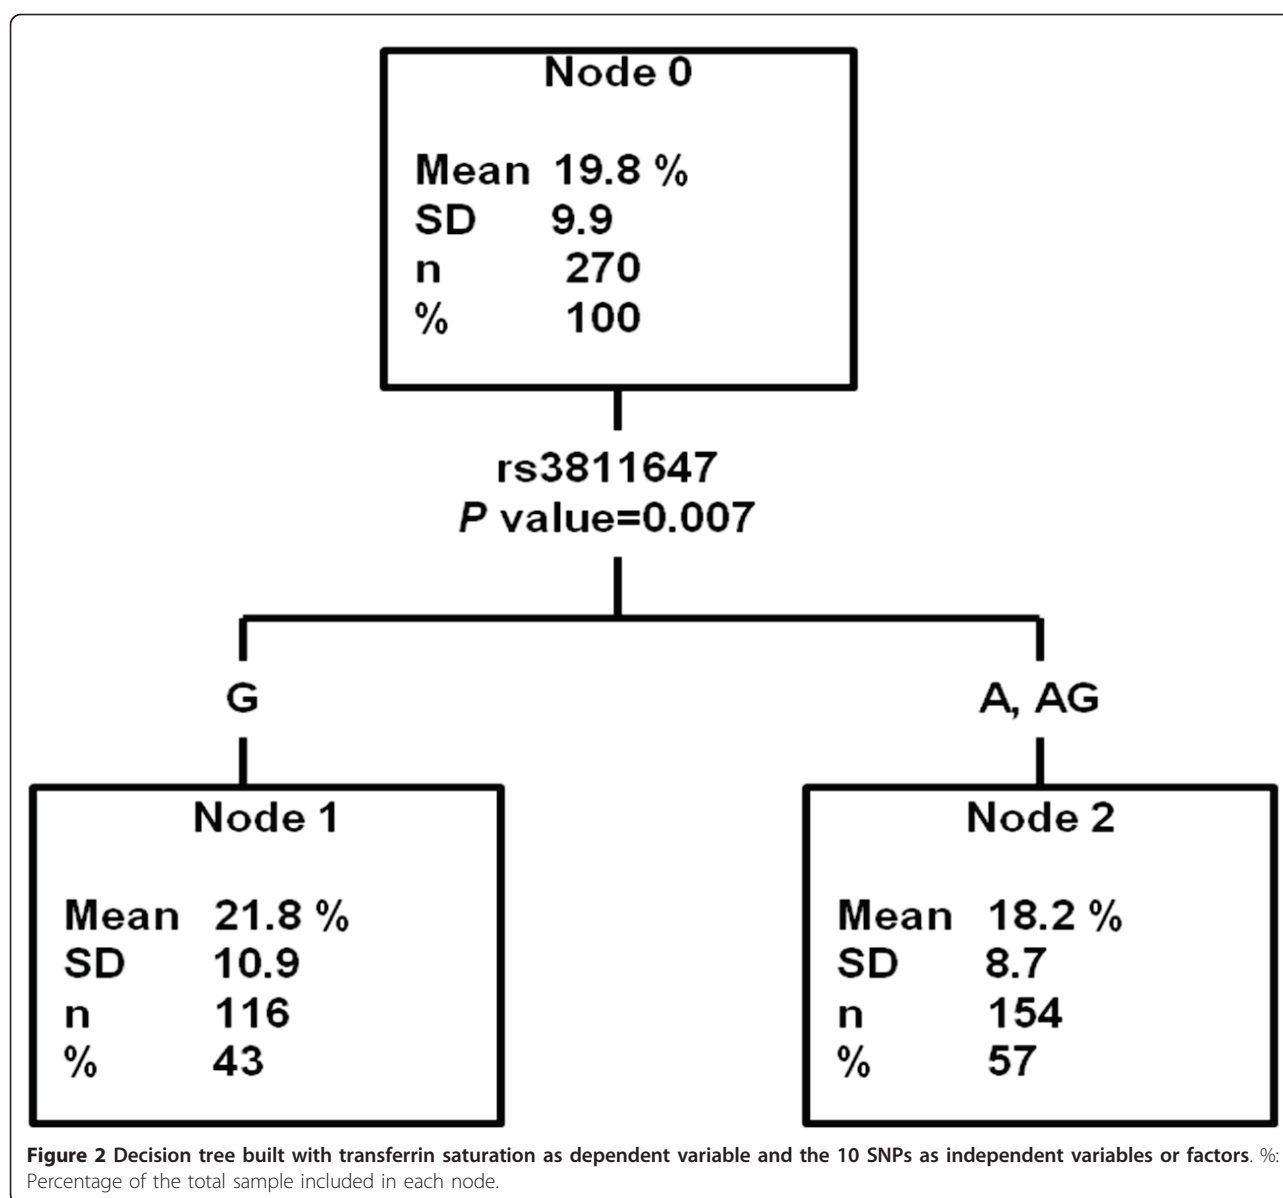 Node 0
Mean 19.8 %
SD 9.9
n 270
% 100
rs3811647
P value=0.007
G
A, AG
Node 1
Mean 21.8 %
SD 10.9
n 116
% 43
Node 2
Mean 18.2 %
SD 8.7
n 154
% 57
Figure 2 Decision tree built with transferrin saturation as dependent variable and the 10 SNPs as independent variables or factors. %:
Percentage of the total sample included in each node.